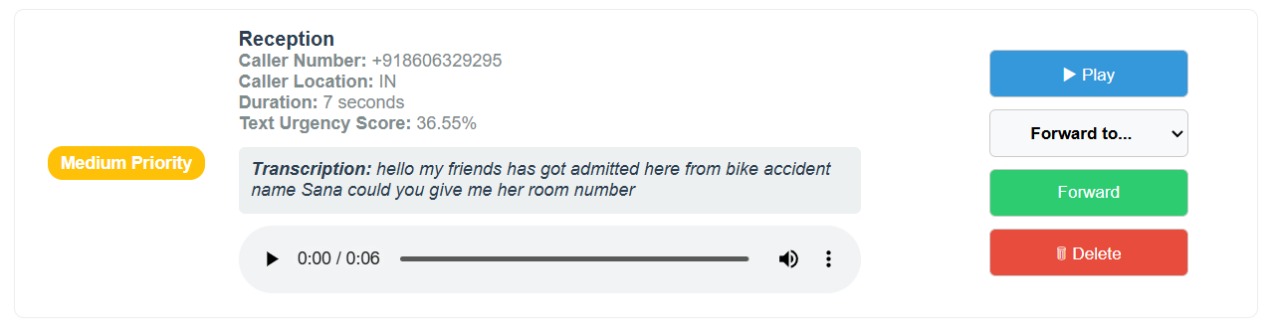 Reception
Caller Number: +918606329295
Caller Location: IN
Duration: 7 seconds
Text Urgency Score: 36.55%
Medium Priority
Transcription: hello my friends has got admitted here from bike accident
name Sana could you give me her room number
0:00 / 0:06
Play
Forward to...
Forward
Delete